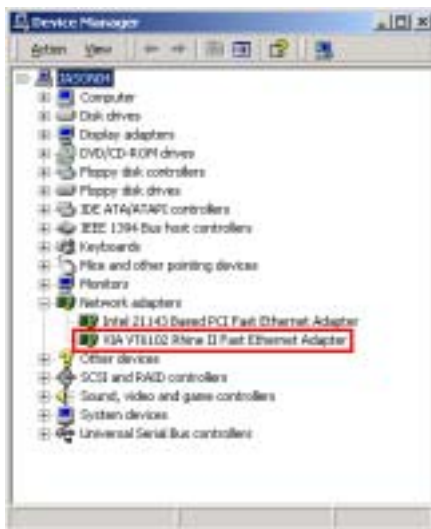 Device Manager
Action View
JASONH
Computer
Disk drives
Display adapters
DVD/CD-ROM drives
Floppy disk controllers
Floppy disk drives
IDE ATA/ATAPI controllers
IEEE 1394 Bus host controllers
Keyboards
Mice and other pointing devices
Monitors
Network adapters
Intel 21143 Based PCI Fast Ethernet Adapter
VIA VT6102 Rhine II Fast Ethernet Adapter
Other devices
SCSI and RAID controllers
Sound, video and game controllers
System devices
Universal Serial Bus controllers